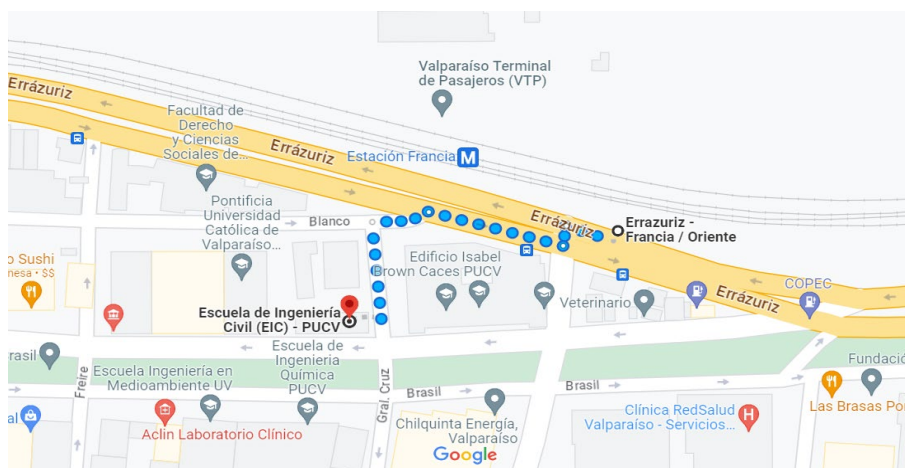 Errázuriz
Valparaíso Terminal
de Pasajeros (VTP)
Facultad de
Derecho
y Ciencias
Sociales de...
Errázuriz
Estación Francia
M
Pontificia
Universidad
Católica de
Valparaíso...
Blanco
Errázuriz
Errazuriz -
Francia / Oriente
o Sushi
nesa • $$
Edificio Isabel
Brown Caces PUCV
COPEC
Errázuriz
Veterinario
Escuela de Ingeniería
Civil (EIC) - PUCV
Brasil
Freire
Escuela Ingeniería en
Medioambiente UV
Escuela de
Ingenieria
Química
PUCV
Gral. Cruz
Brasil
Brasil
Fundació
Las Brasas Po
al
Aclin Laboratorio Clínico
Chilquinta Energía,
Valparaíso
Clínica RedSalud
Valparaíso - Servicios...
H
Google